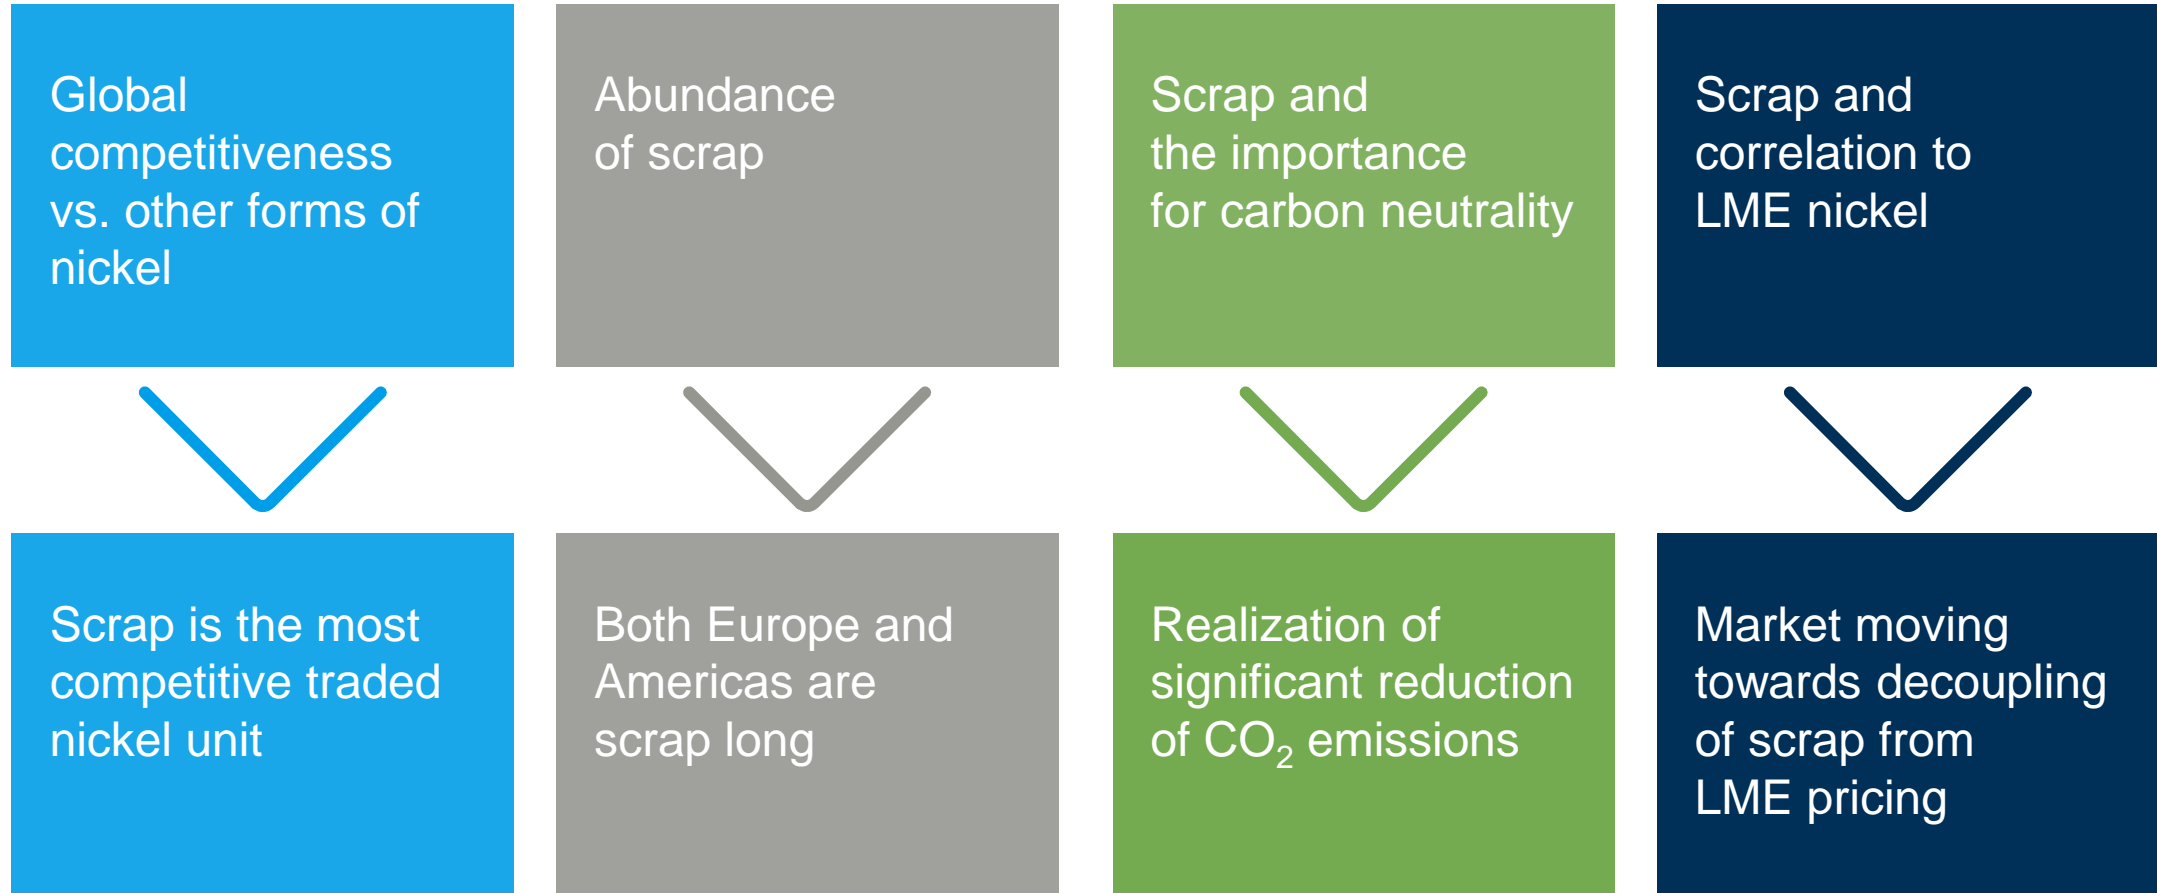 Global
competitiveness
vs. other forms of
nickel
Abundance
of scrap
Scrap and
the importance
for carbon neutrality
Scrap and
correlation to
LME nickel
Scrap is the most
competitive traded
nickel unit
Both Europe and
Americas are
scrap long
Realization of
significant reduction
of CO₂ emissions
Market moving
towards decoupling
of scrap from
LME pricing